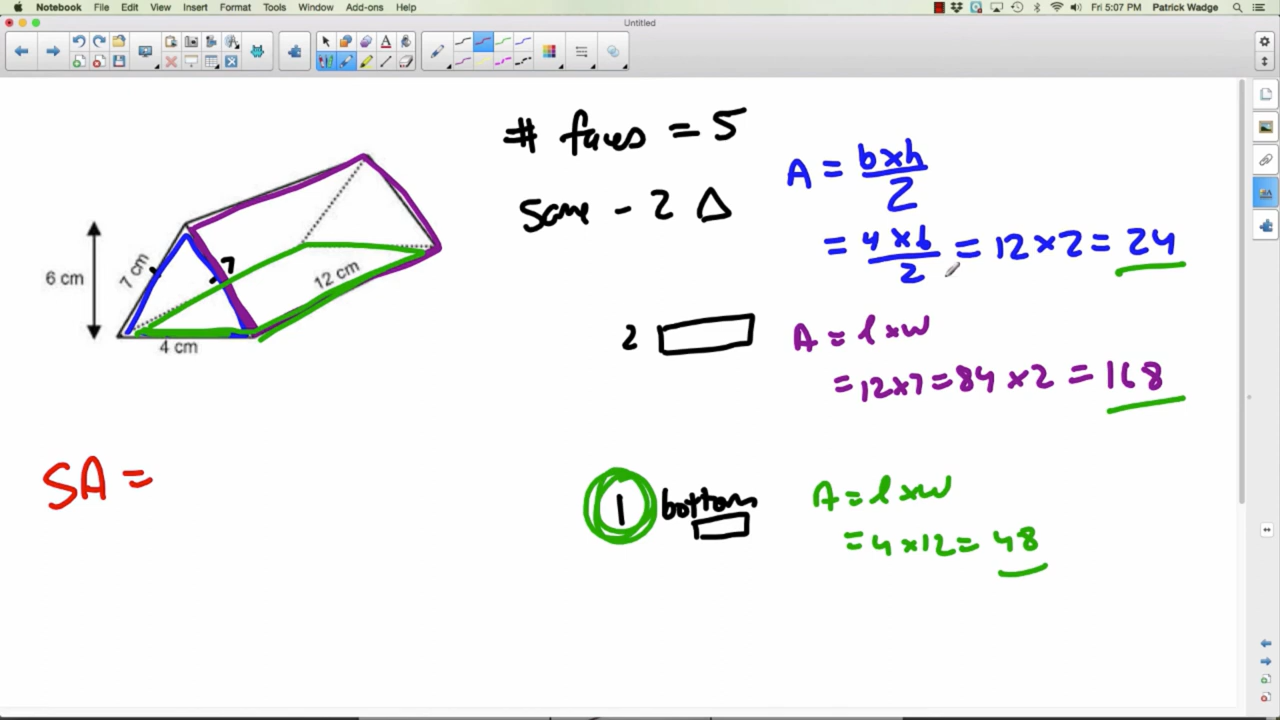 Notebook File Edit View Insert Format Tools Window Add-ons Help Fri 5:07 PM Patrick Wadge
Untitled
# faces = 5
Same - 2 Δ
A = b×h/2
= 4×6/2 = 12 × 2 = 24
6 cm
7 cm
7
12 cm
4 cm
2
A = l × w
= 12×7 = 84 × 2 = 168
SA =
1 bottom
A = l × w
= 4 × 12 = 48